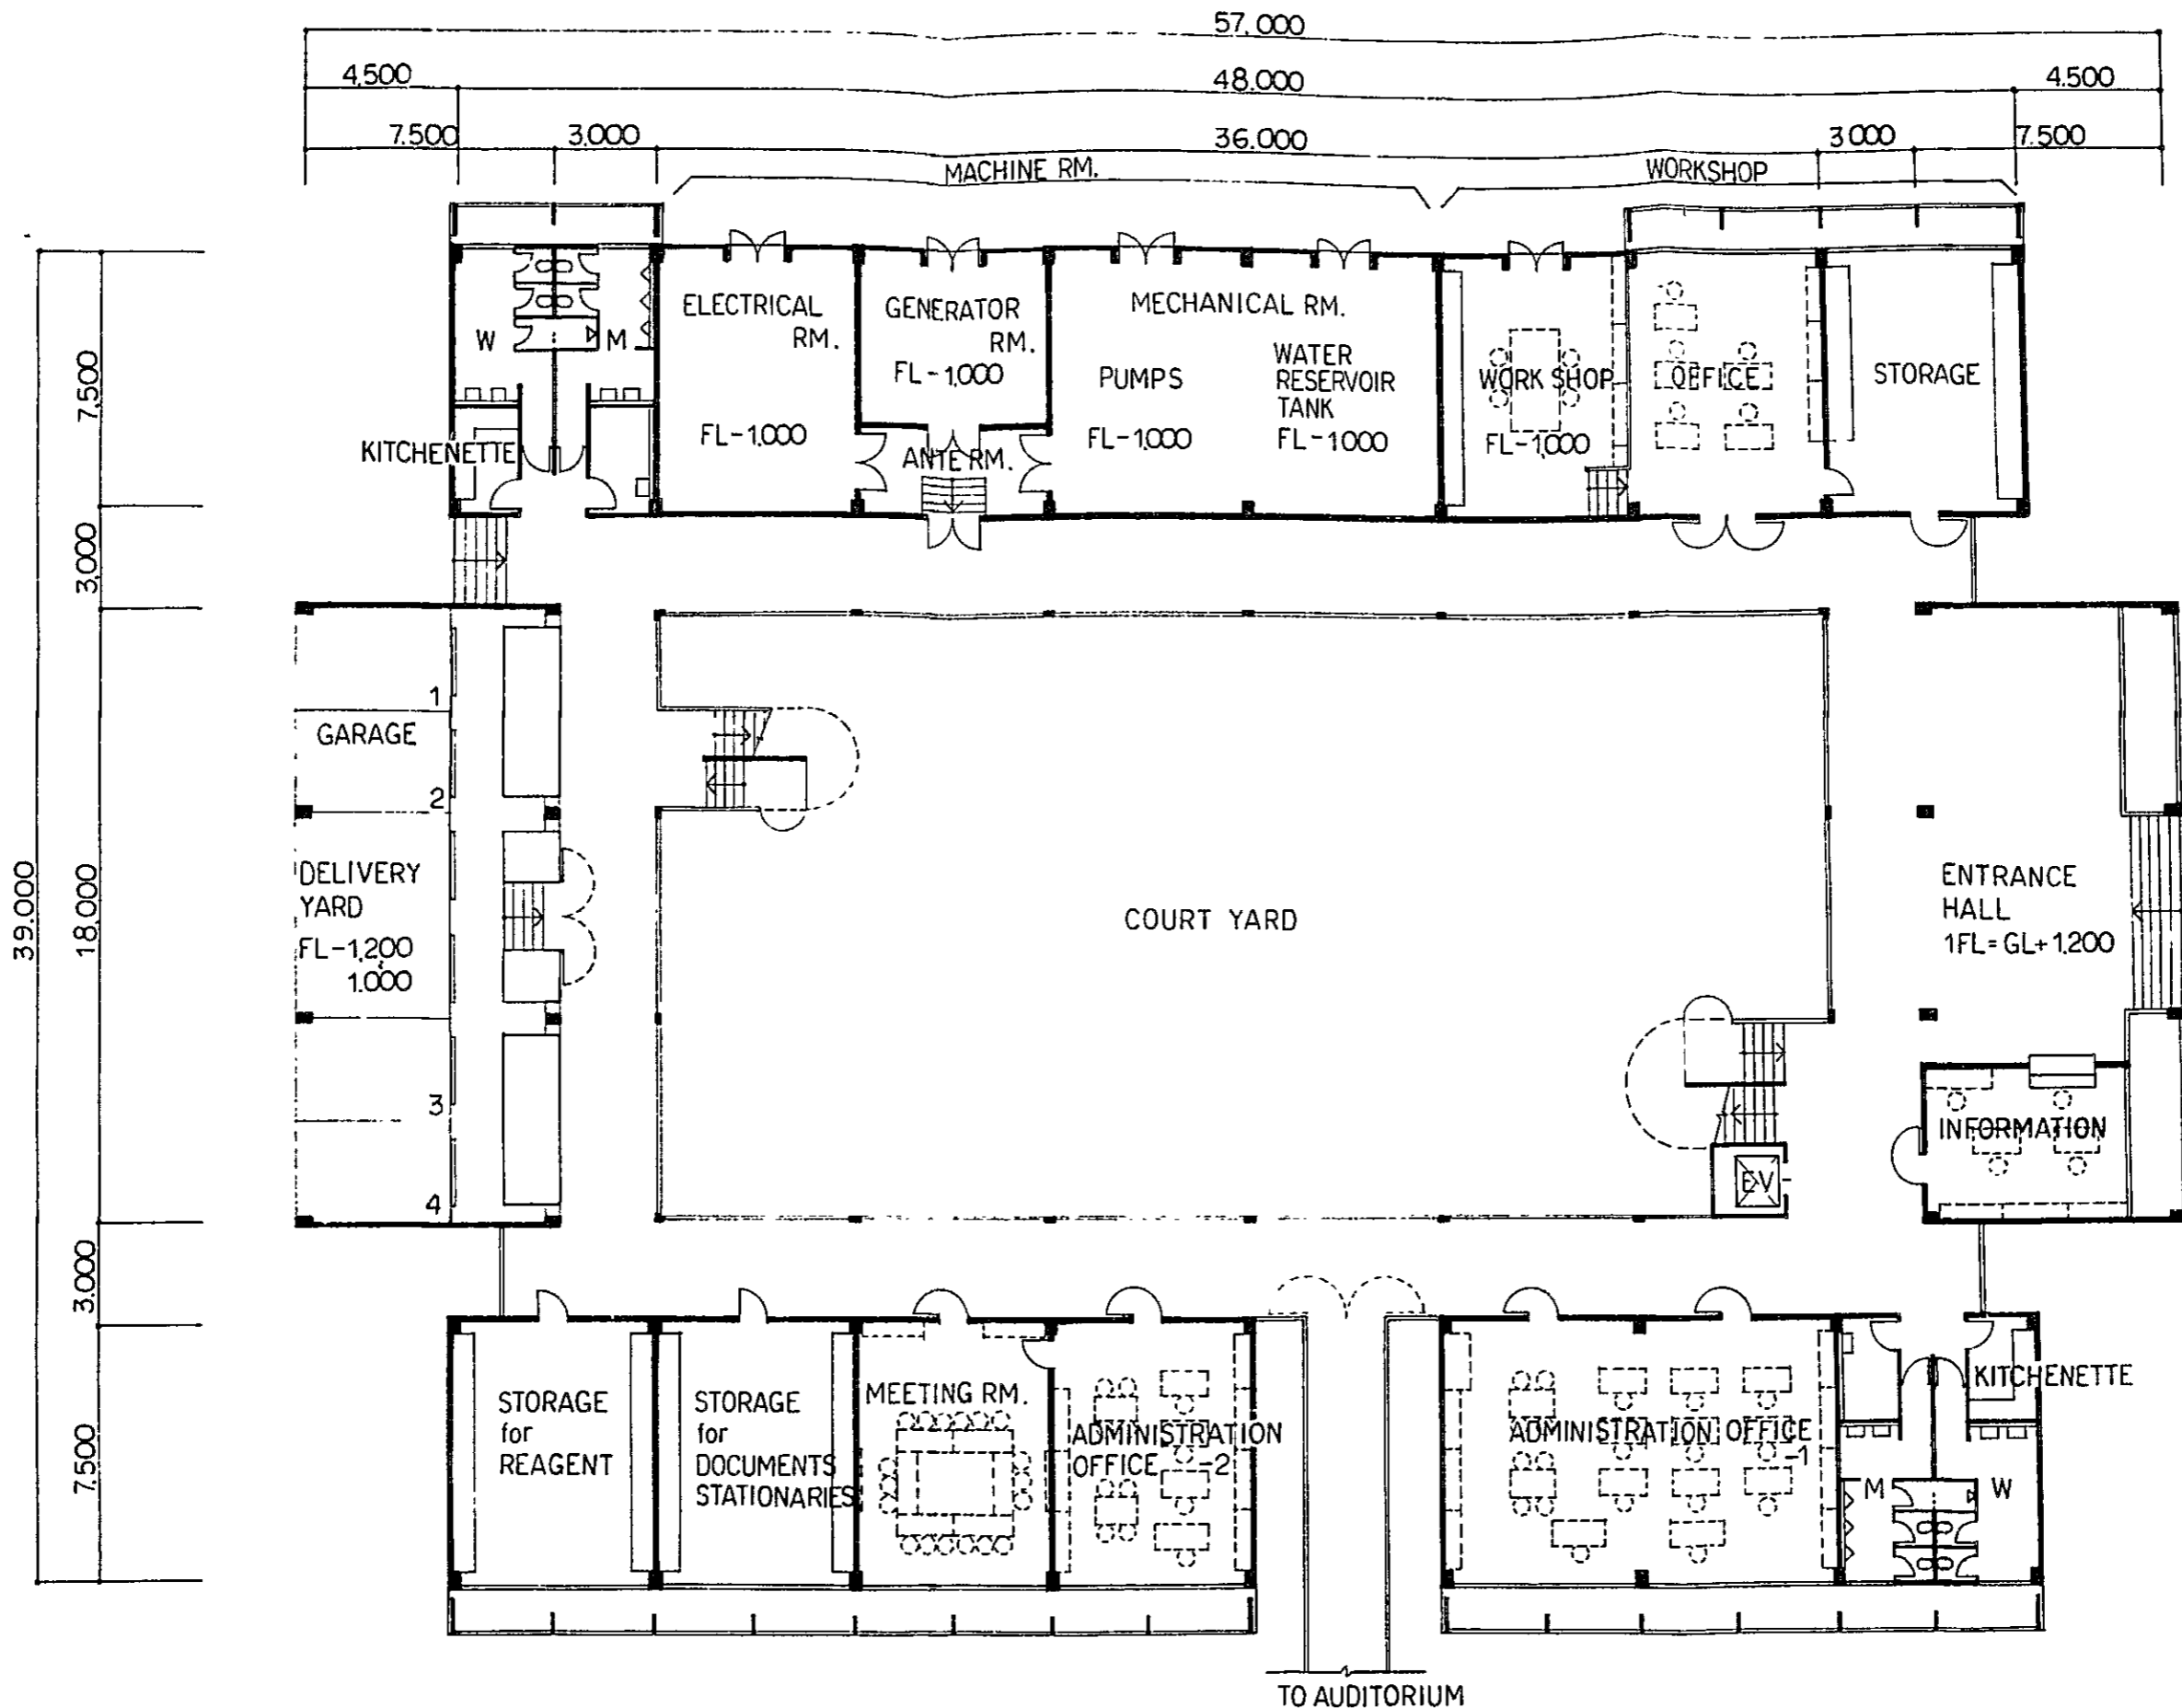 57.000
4,500
48.000
4.500
7.500
3.000
36.000
3 000
7.500
MACHINE RM.
WORKSHOP
ELECTRICAL
RM.
FL-1,000
GENERATOR
RM.
FL-1,000
ANTE RM.
MECHANICAL RM.
PUMPS
FL-1,000
WATER
RESERVOIR
TANK
FL-1000
WORK SHOP
FL-1,000
OFFICE
STORAGE
W
M
KITCHENETTE
7.500
3.000
18.000
39.000
3.000
7.500
1
GARAGE
2
DELIVERY
YARD
FL-1,200
1.000
3
4
COURT YARD
ENTRANCE
HALL
1FL=GL+1,200
INFORMATION
EV
STORAGE
for
REAGENT
STORAGE
for
DOCUMENTS
STATIONARIES
MEETING RM.
ADMINISTRATION
OFFICE -2
ADMINISTRATION OFFICE
-1
KITCHENETTE
M
W
TO AUDITORIUM